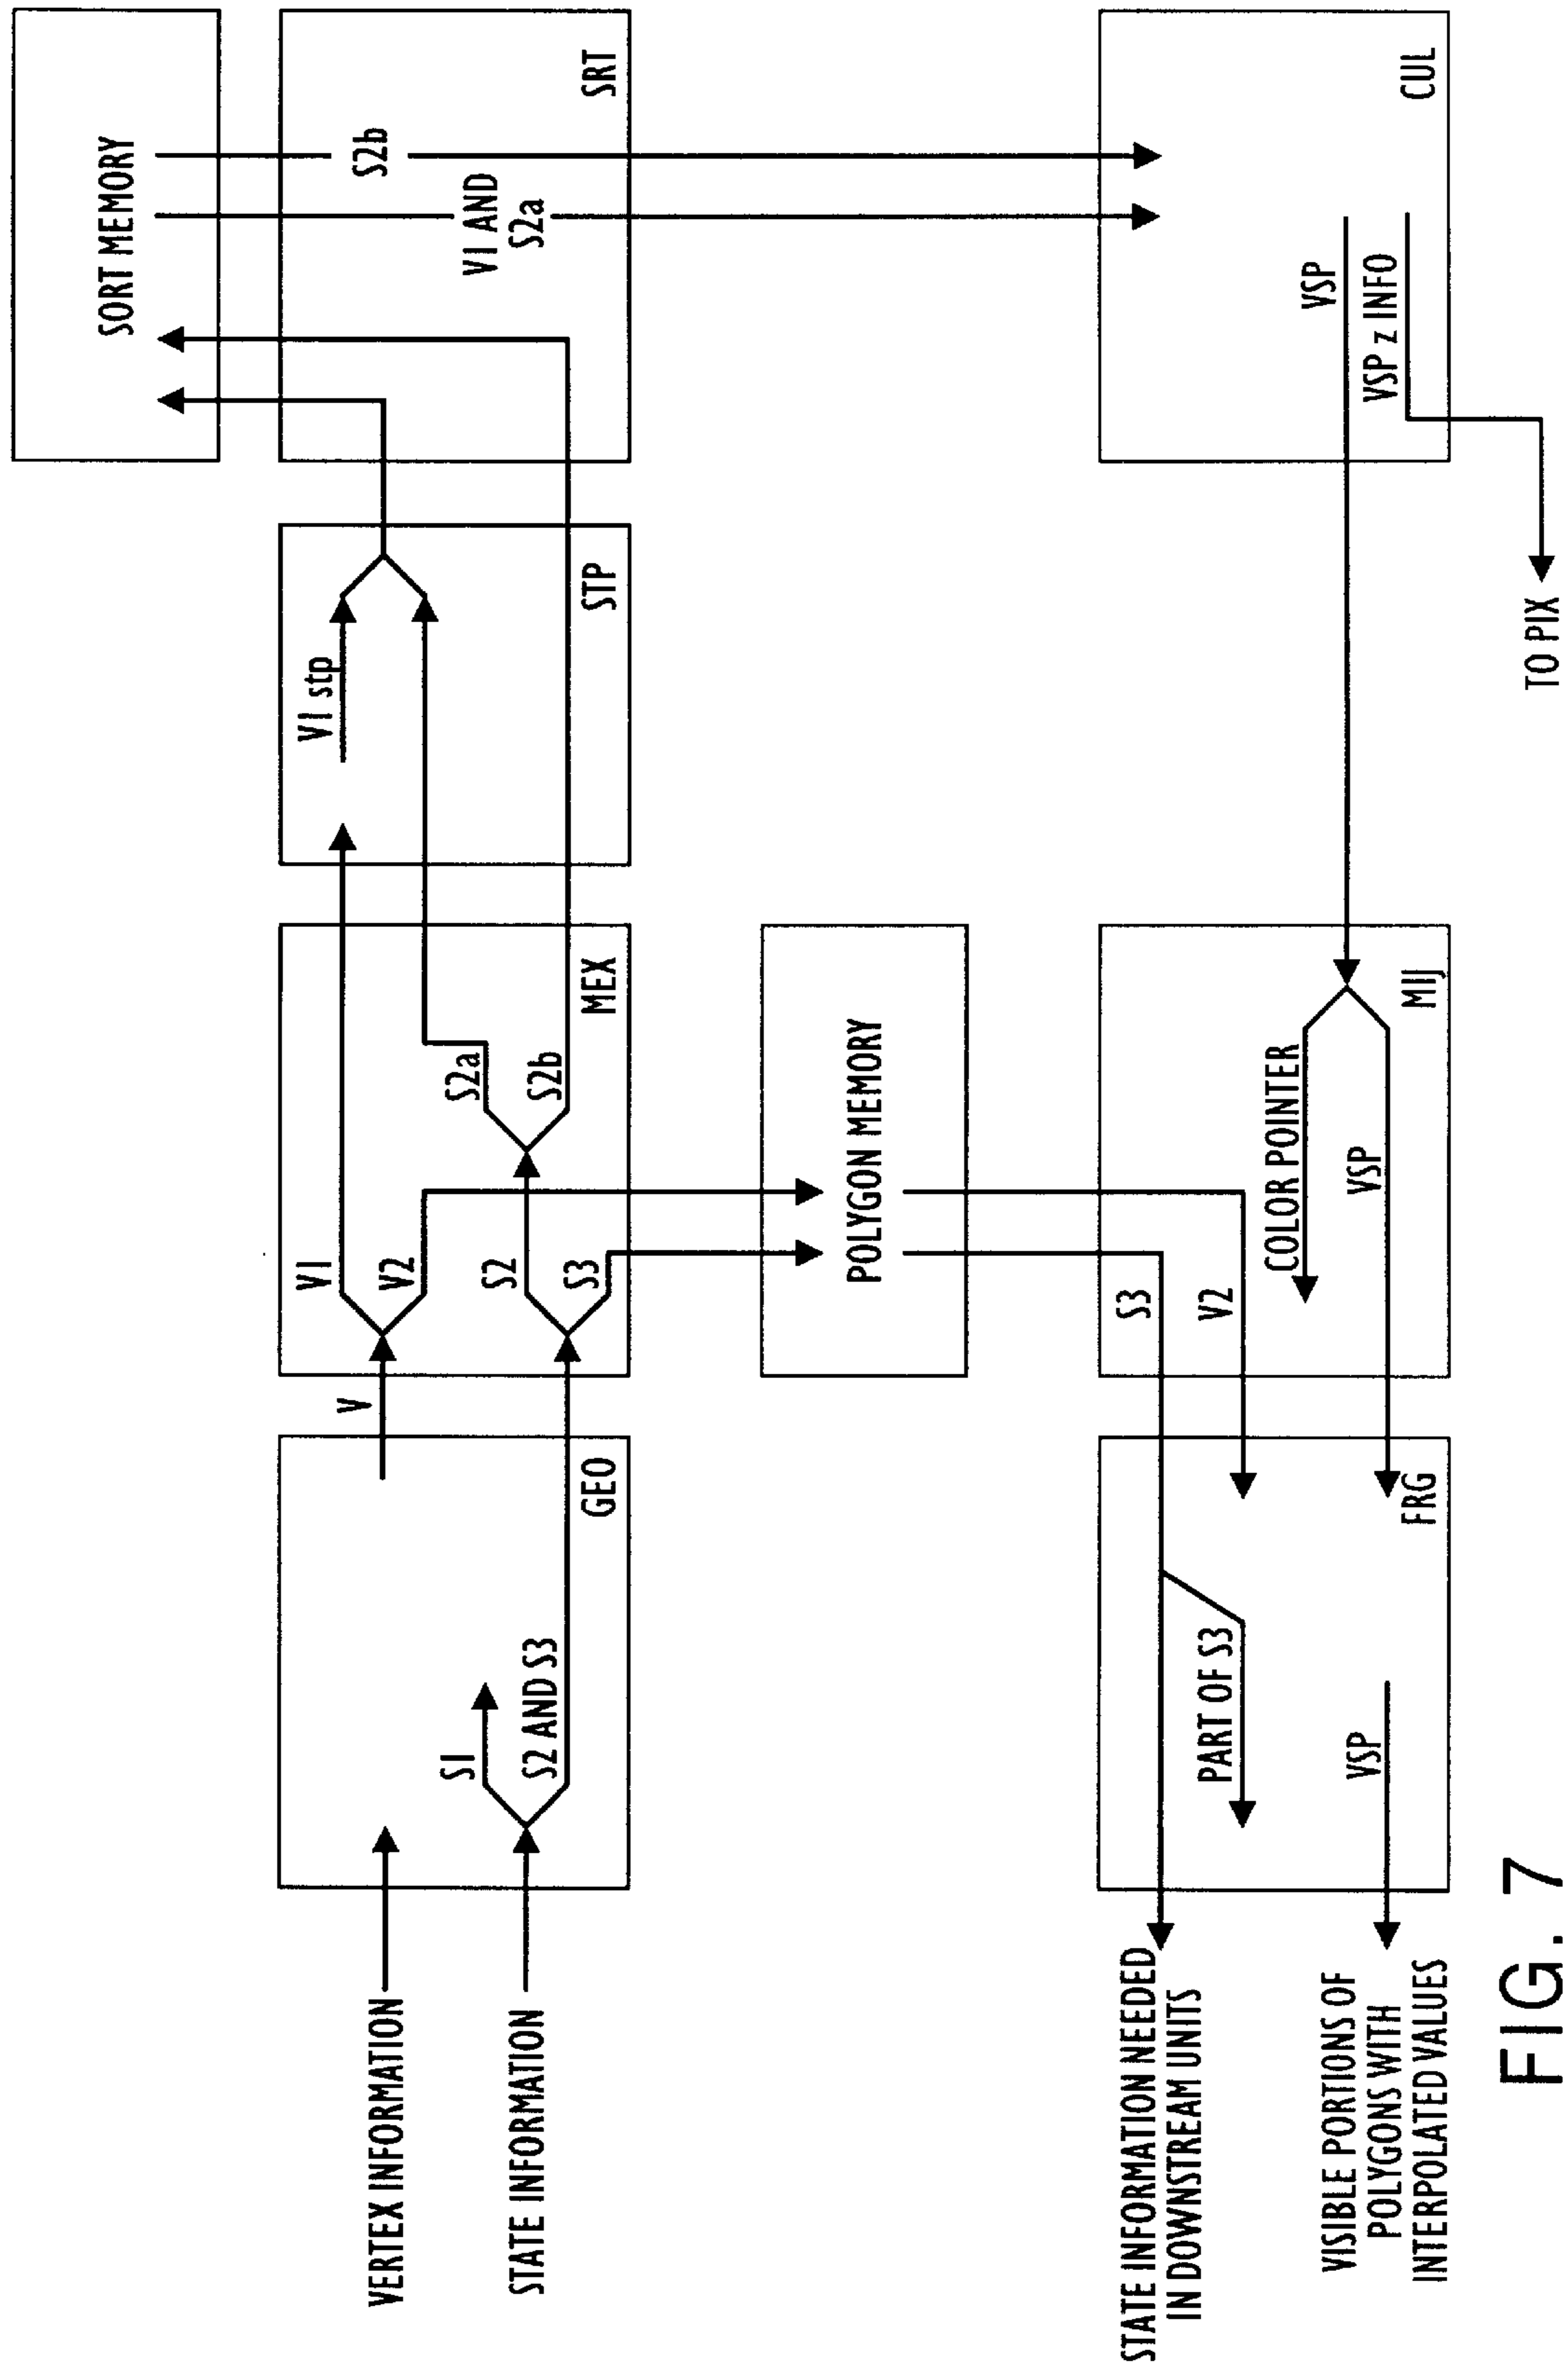 SORT MEMORY
S2b
V1 AND
S2a
SRT
V1 stp
STP
V1
V2
S2
S3
S2a
S2b
MEX
V
S1
S2 AND S3
GEO
VERTEX INFORMATION
STATE INFORMATION
POLYGON MEMORY
VSP
VSP z INFO
CUL
TO PIX
S3
V2
COLOR POINTER
VSP
MIJ
PART OF S3
VSP
FRG
STATE INFORMATION NEEDED
IN DOWNSTREAM UNITS
VISIBLE PORTIONS OF
POLYGONS WITH
INTERPOLATED VALUES
FIG. 7